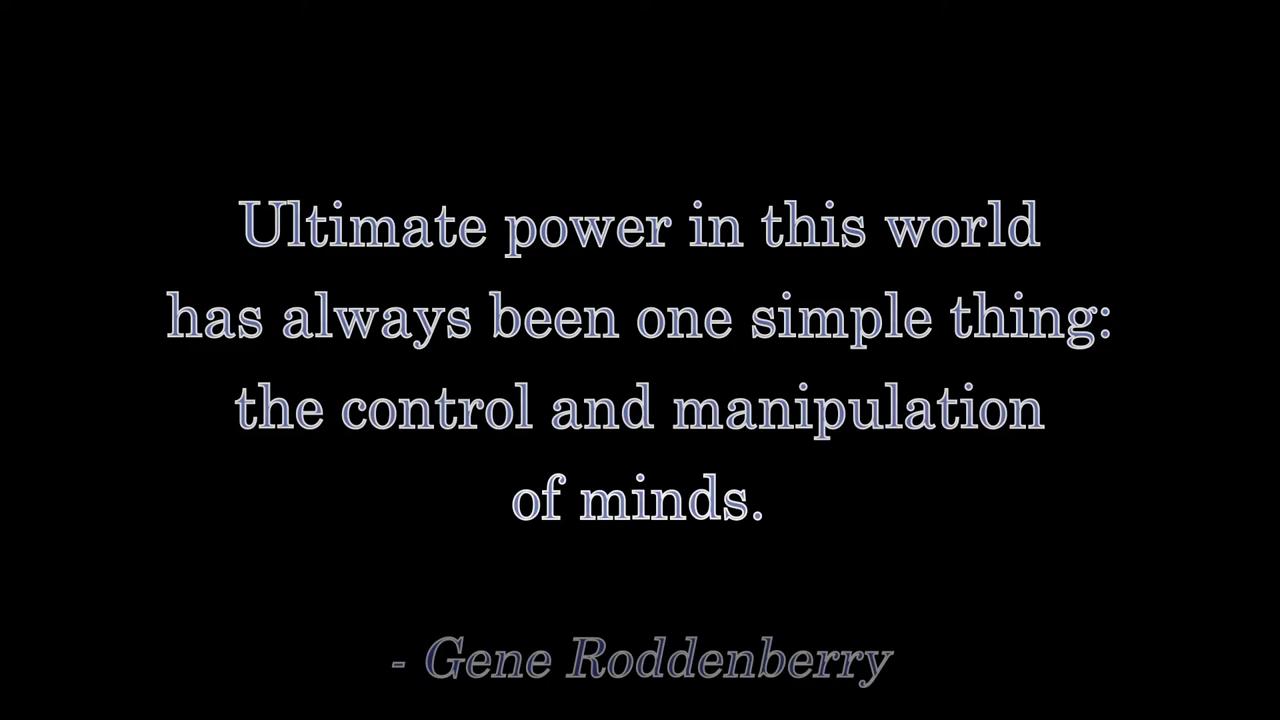 Ultimate power in this world
has always been one simple thing:
the control and manipulation
of minds.
- Gene Roddenberry